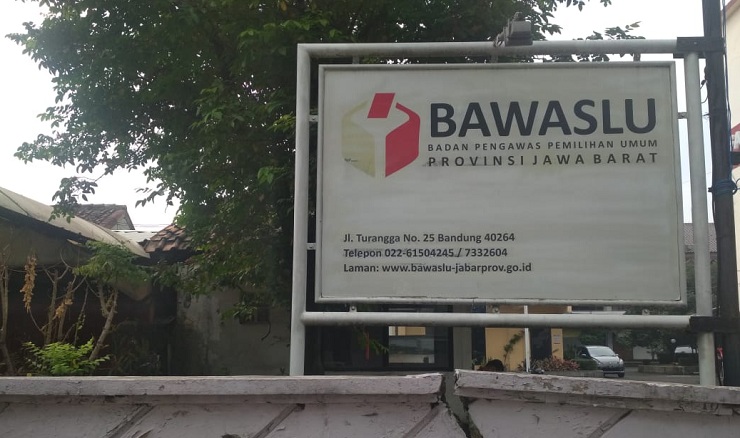 BAWASLU
BADAN PENGAWAS PEMILIHAN UMUM
PROVINSI JAWA BARAT
Jl. Turangga No. 25 Bandung 40264
Telepon 022-61504245./ 7332604
Laman: www.bawaslu-jabarprov.go.id